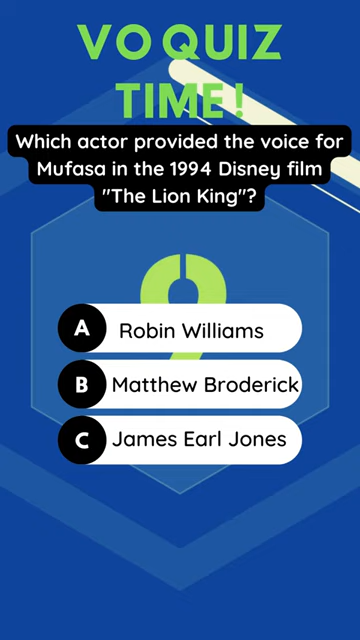 VO QUIZ
TIME!
Which actor provided the voice for
Mufasa in the 1994 Disney film
"The Lion King"?
9
A Robin Williams
B Matthew Broderick
C James Earl Jones